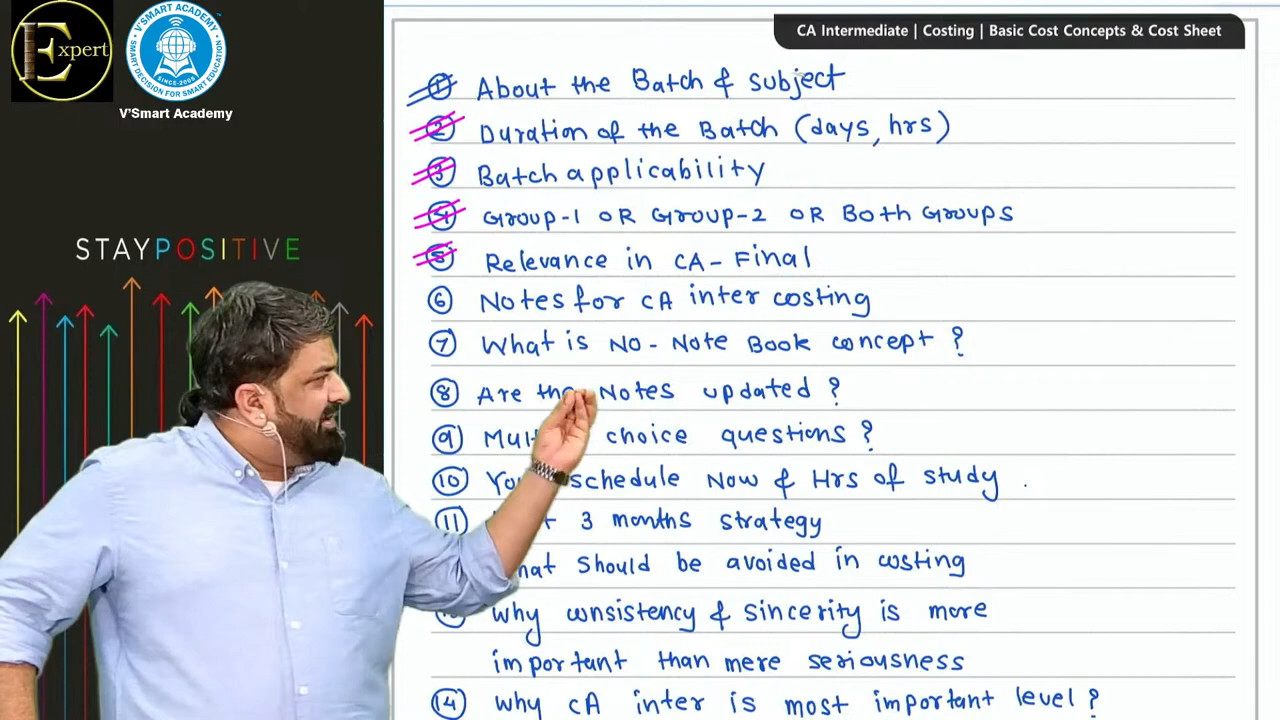 Expert
V'SMART ACADEMY
SMART DECISION FOR SMART EDUCATION
SINCE-2005
V'Smart Academy
STAYPOSITIVE
CA Intermediate | Costing | Basic Cost Concepts & Cost Sheet
① About the Batch & subject
② Duration of the Batch (days, hrs)
③ Batch applicability
④ Group-1 OR Group-2 OR Both Groups
⑤ Relevance in CA-Final
⑥ Notes for CA inter costing
⑦ What is No-Note Book concept ?
⑧ Are the Notes updated ?
⑨ choice questions ?
⑩ schedule Now & Hrs of study .
⑪ 3 months strategy
should be avoided in costing
why consistency & sincerity is more
important than mere seriousness
⑭ why CA inter is most important level ?